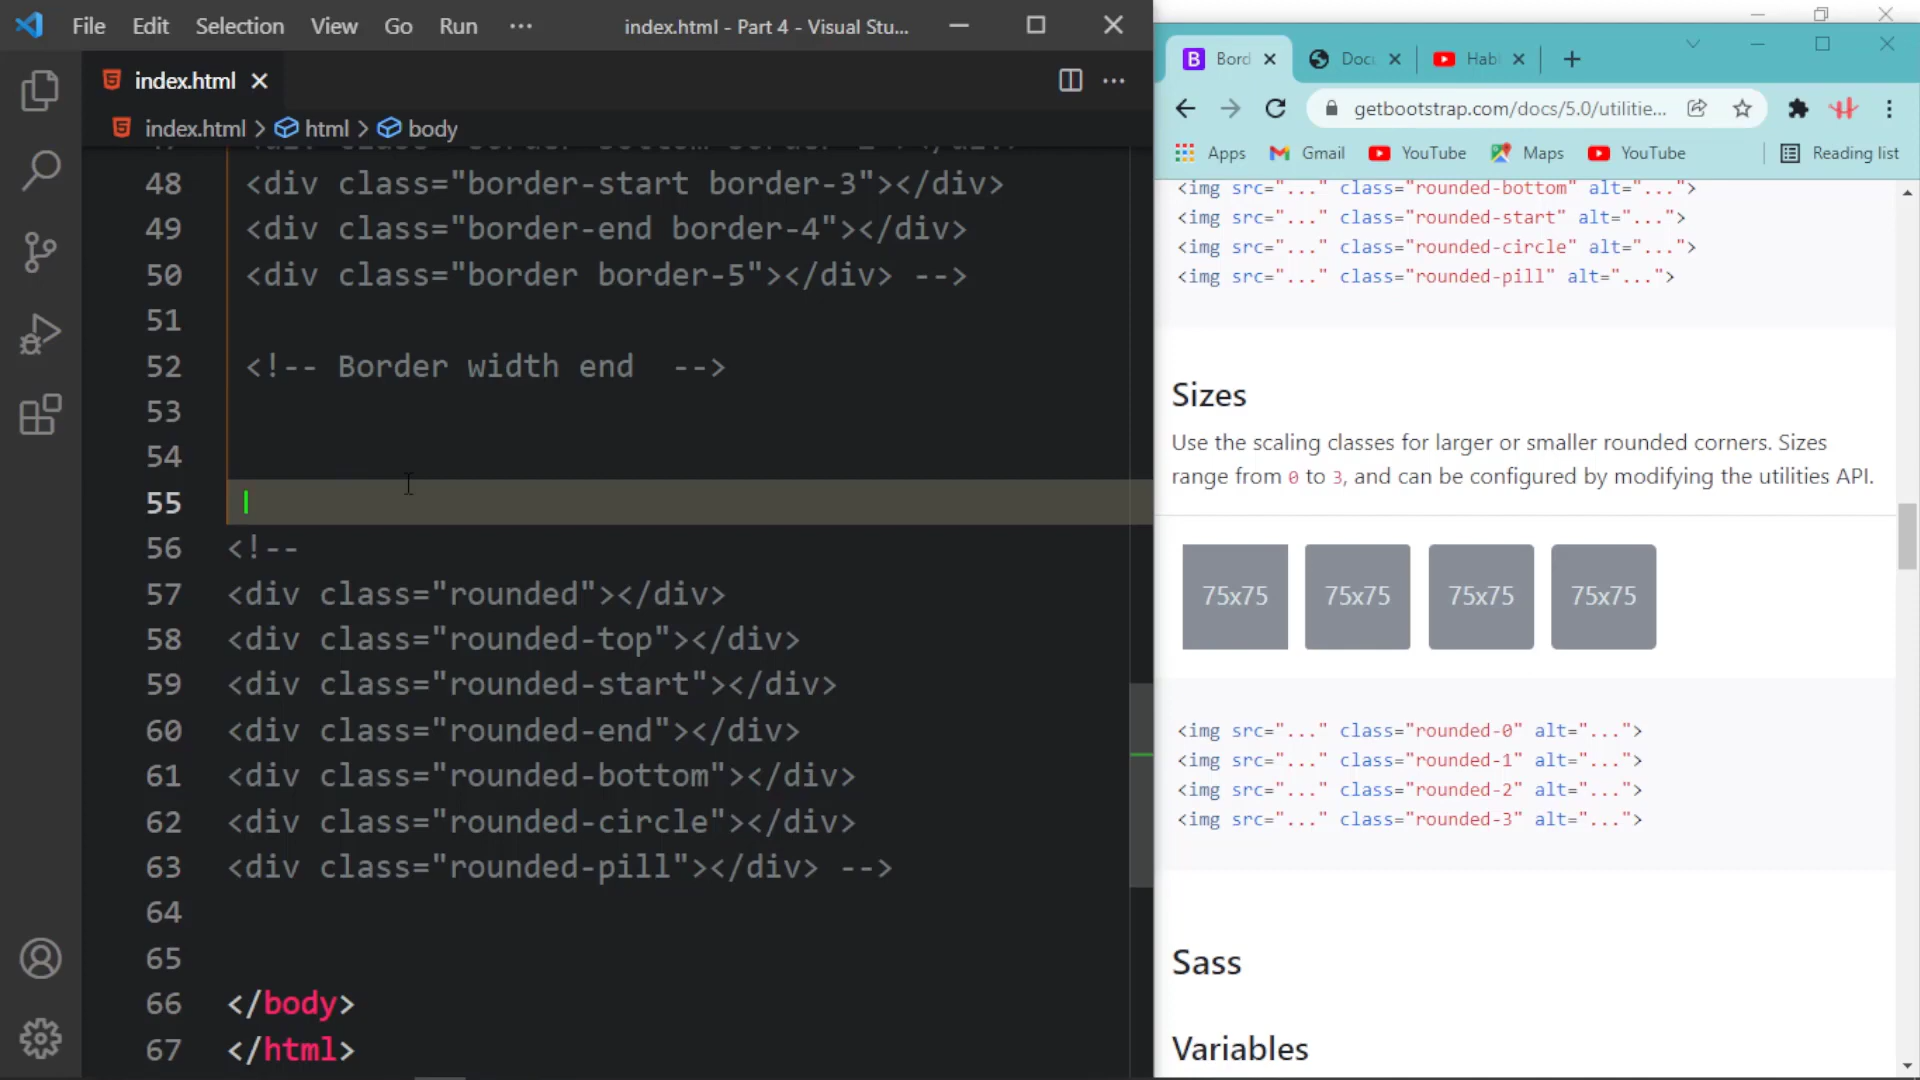 File Edit Selection View Go Run ··· index.html - Part 4 - Visual Stu...
index.html
index.html > html > body
48 <div class="border-start border-3"></div>
49 <div class="border-end border-4"></div>
50 <div class="border border-5"></div> -->
51
52 <!-- Border width end -->
53
54
55
56 <!--
57 <div class="rounded"></div>
58 <div class="rounded-top"></div>
59 <div class="rounded-start"></div>
60 <div class="rounded-end"></div>
61 <div class="rounded-bottom"></div>
62 <div class="rounded-circle"></div>
63 <div class="rounded-pill"></div> -->
64
65
66 </body>
67 </html>
B Bord Docu Hab
getbootstrap.com/docs/5.0/utilitie...
Apps Gmail YouTube Maps YouTube Reading list
<img src="..." class="rounded-bottom" alt="...">
<img src="..." class="rounded-start" alt="...">
<img src="..." class="rounded-circle" alt="...">
<img src="..." class="rounded-pill" alt="...">
Sizes
Use the scaling classes for larger or smaller rounded corners. Sizes
range from 0 to 3, and can be configured by modifying the utilities API.
75x75 75x75 75x75 75x75
<img src="..." class="rounded-0" alt="...">
<img src="..." class="rounded-1" alt="...">
<img src="..." class="rounded-2" alt="...">
<img src="..." class="rounded-3" alt="...">
Sass
Variables